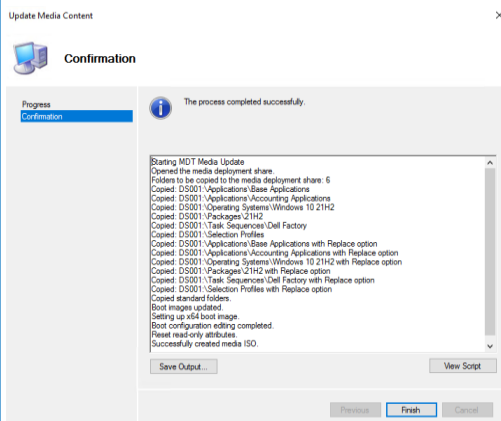 Update Media Content
Confirmation
Progress
Confirmation
The process completed successfully.
Starting MDT Media Update
Opened the media deployment share.
Folders to be copied to the media deployment share: 6
Copied: DS001:\Applications\Base Applications
Copied: DS001:\Applications\Accounting Applications
Copied: DS001:\Operating Systems\Windows 10 21H2
Copied: DS001:\Packages\21H2
Copied: DS001:\Task Sequences\Dell Factory
Copied: DS001:\Selection Profiles
Copied: DS001:\Applications\Base Applications with Replace option
Copied: DS001:\Applications\Accounting Applications with Replace option
Copied: DS001:\Operating Systems\Windows 10 21H2 with Replace option
Copied: DS001:\Packages\21H2 with Replace option
Copied: DS001:\Task Sequences\Dell Factory with Replace option
Copied: DS001:\Selection Profiles with Replace option
Copied standard folders.
Boot images updated.
Setting up x64 boot image.
Boot configuration editing completed.
Reset read-only attributes.
Successfully created media ISO.
Save Output...
View Script
Previous
Finish
Cancel